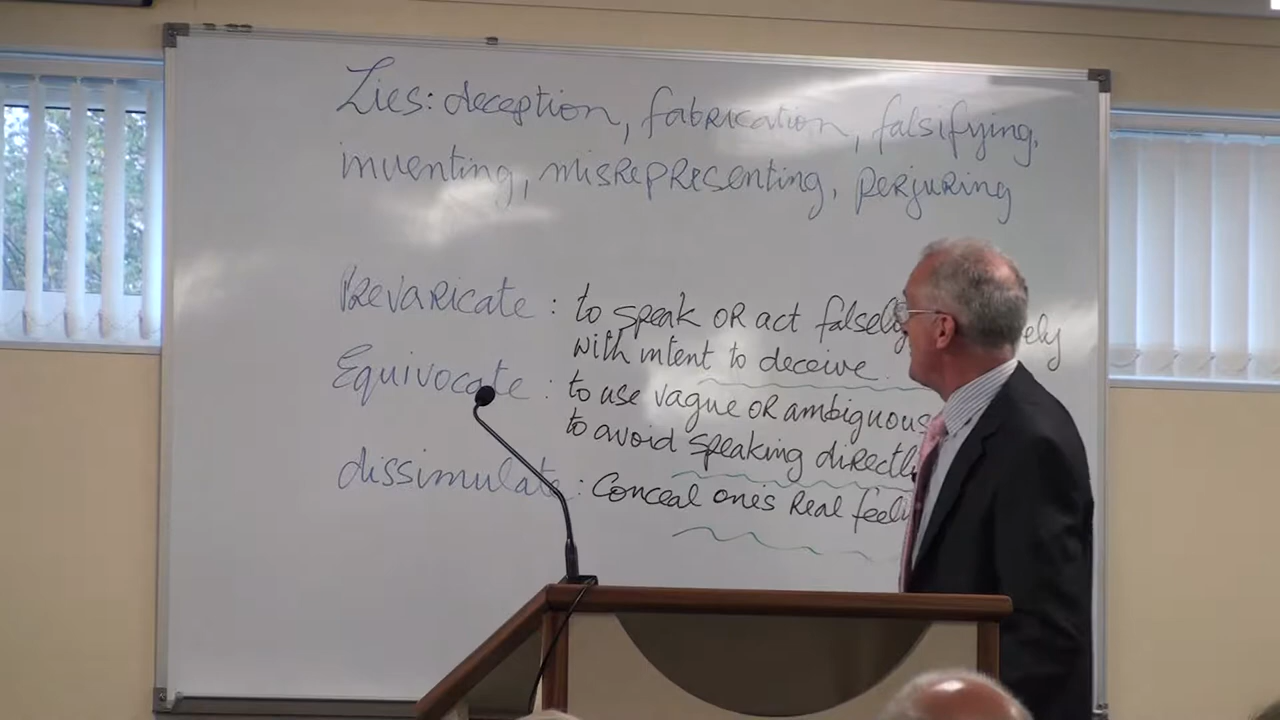 Lies: deception, fabrication, falsifying,
inventing, misrepresenting, perjuring
Prevaricate : to speak or act falsely
with intent to deceive.
Equivocate : to use vague or ambiguous
to avoid speaking directly
dissimulate : Conceal one's real